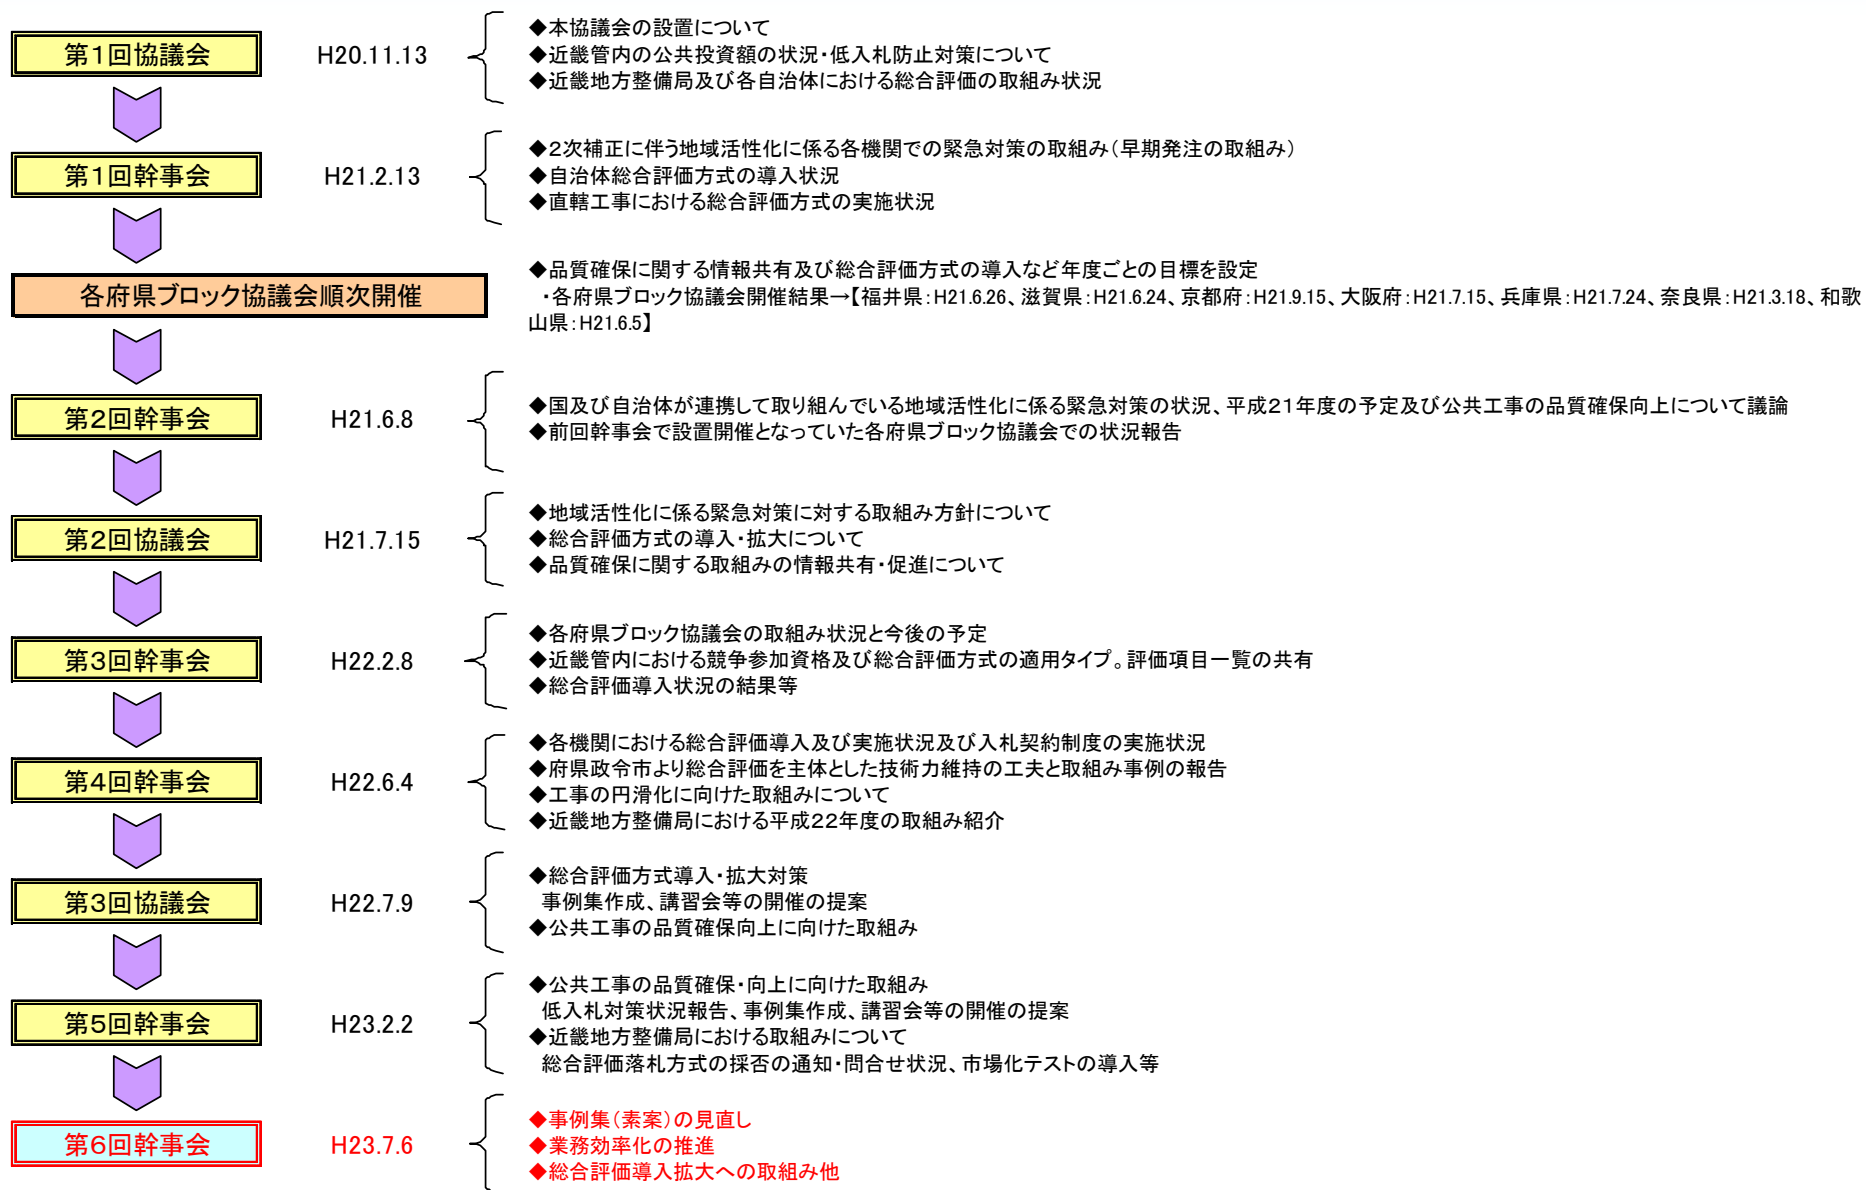 第1回協議会
H20.11.13
◆本協議会の設置について
◆近畿管内の公共投資額の状況・低入札防止対策について
◆近畿地方整備局及び各自治体における総合評価の取組み状況
第1回幹事会
H21.2.13
◆2次補正に伴う地域活性化に係る各機関での緊急対策の取組み(早期発注の取組み)
◆自治体総合評価方式の導入状況
◆直轄工事における総合評価方式の実施状況
各府県ブロック協議会順次開催
◆品質確保に関する情報共有及び総合評価方式の導入など年度ごとの目標を設定
・各府県ブロック協議会開催結果→【福井県:H21.6.26、滋賀県:H21.6.24、京都府:H21.9.15、大阪府:H21.7.15、兵庫県:H21.7.24、奈良県:H21.3.18、和歌
山県:H21.6.5】
第2回幹事会
H21.6.8
◆国及び自治体が連携して取り組んでいる地域活性化に係る緊急対策の状況、平成21年度の予定及び公共工事の品質確保向上について議論
◆前回幹事会で設置開催となっていた各府県ブロック協議会での状況報告
第2回協議会
H21.7.15
◆地域活性化に係る緊急対策に対する取組み方針について
◆総合評価方式の導入・拡大について
◆品質確保に関する取組みの情報共有・促進について
第3回幹事会
H22.2.8
◆各府県ブロック協議会の取組み状況と今後の予定
◆近畿管内における競争参加資格及び総合評価方式の適用タイプ。評価項目一覧の共有
◆総合評価導入状況の結果等
第4回幹事会
H22.6.4
◆各機関における総合評価導入及び実施状況及び入札契約制度の実施状況
◆府県政令市より総合評価を主体とした技術力維持の工夫と取組み事例の報告
◆工事の円滑化に向けた取組みについて
◆近畿地方整備局における平成22年度の取組み紹介
第3回協議会
H22.7.9
◆総合評価方式導入・拡大対策
事例集作成、講習会等の開催の提案
◆公共工事の品質確保向上に向けた取組み
第5回幹事会
H23.2.2
◆公共工事の品質確保・向上に向けた取組み
低入札対策状況報告、事例集作成、講習会等の開催の提案
◆近畿地方整備局における取組みについて
総合評価落札方式の採否の通知・問合せ状況、市場化テストの導入等
第6回幹事会
H23.7.6
◆事例集(素案)の見直し
◆業務効率化の推進
◆総合評価導入拡大への取組み他